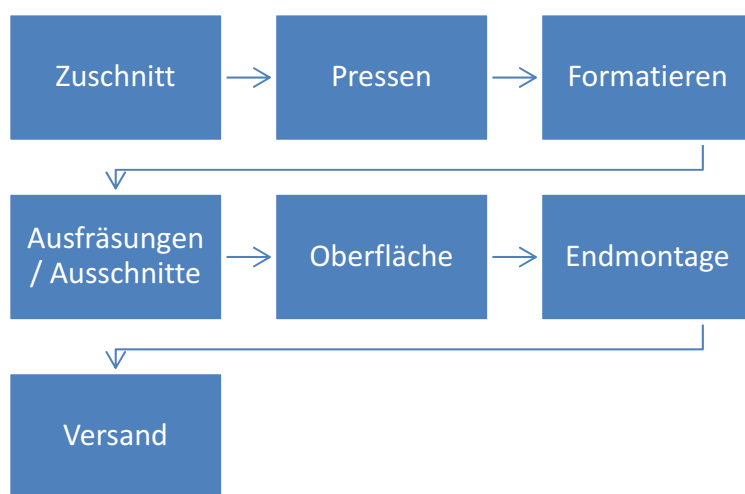 Zuschnitt
Pressen
Formatieren
Ausfräsungen
/ Ausschnitte
Oberfläche
Endmontage
Versand